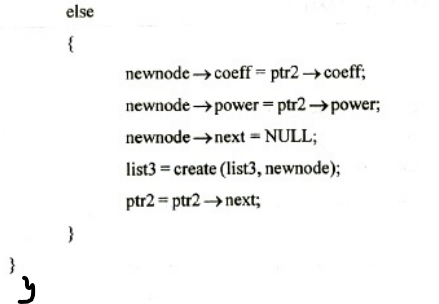 else
{
newnode→coeff = ptr2→coeff;
newnode→power = ptr2→power;
newnode→next = NULL;
list3 = create (list3, newnode);
ptr2 = ptr2→next;
}
}
}